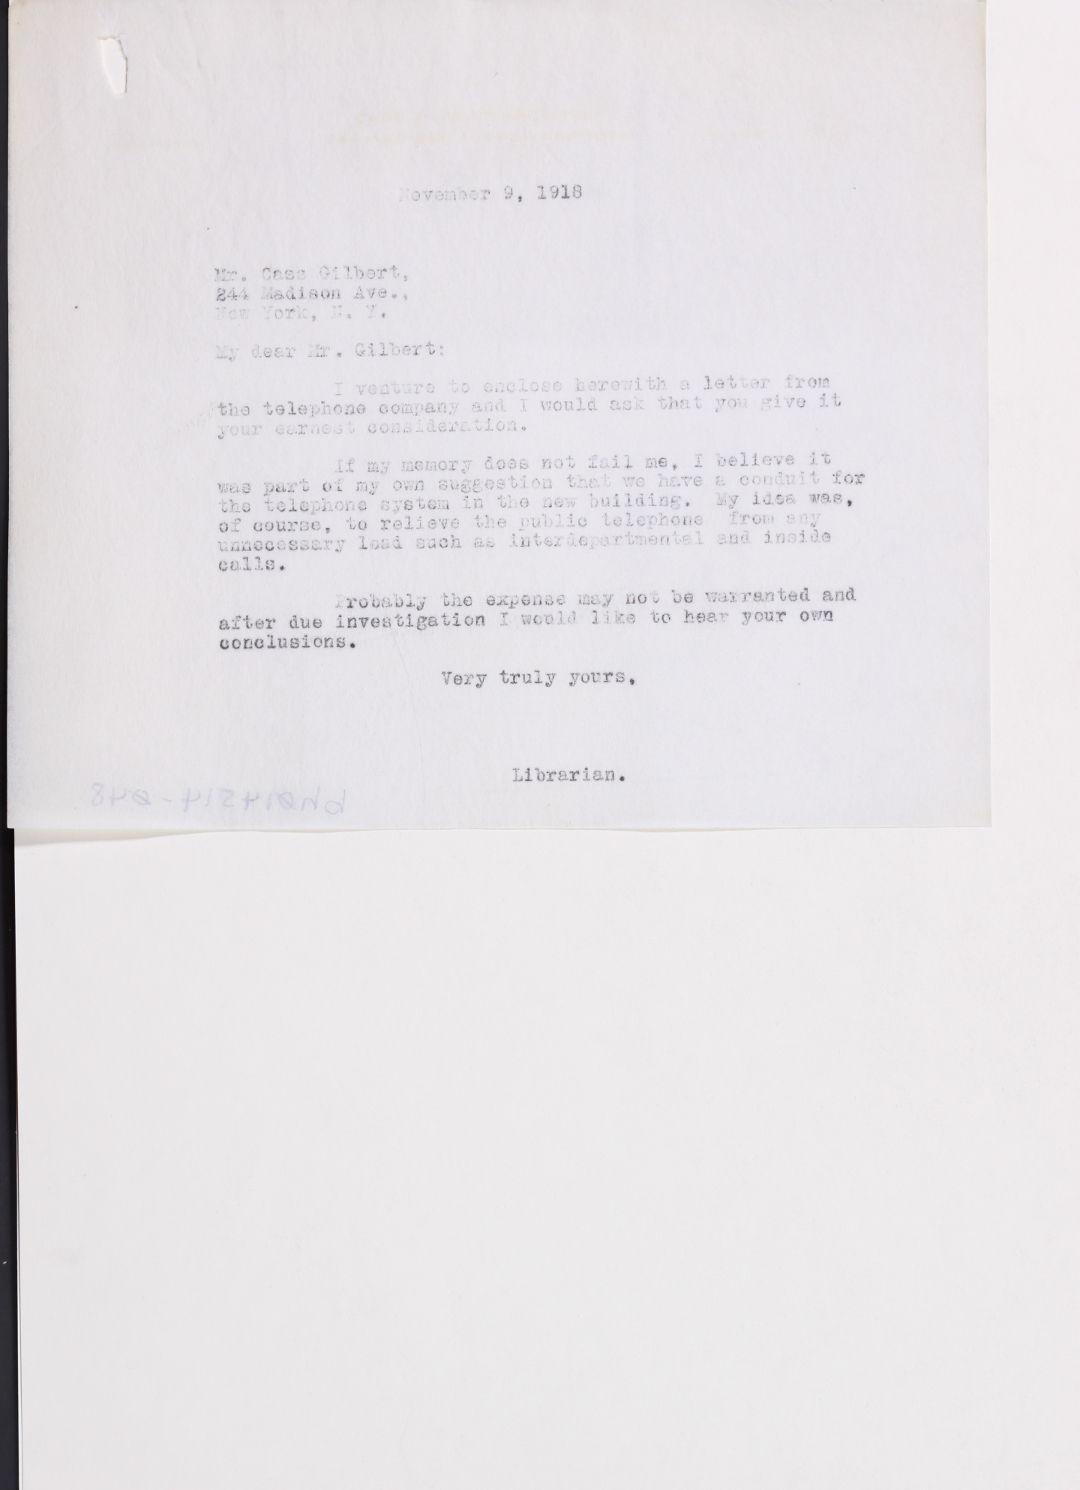 November 9, 1918
Mr. Cass Gilbert,
244 Madison Ave.,
New York, N. Y.
My dear Mr. Gilbert:
I venture to enclose herewith a letter from
the telephone company and I would ask that you give it
your earnest consideration.
If my memory does not fail me, I believe it
was part of my own suggestion that we have a conduit for
the telephone system in the new building. My idea was,
of course, to relieve the public telephone from any
unnecessary load such as interdepartmental and inside
calls.
Probably the expense may not be warranted and
after due investigation I would like to hear your own
conclusions.
Very truly yours,
Librarian.